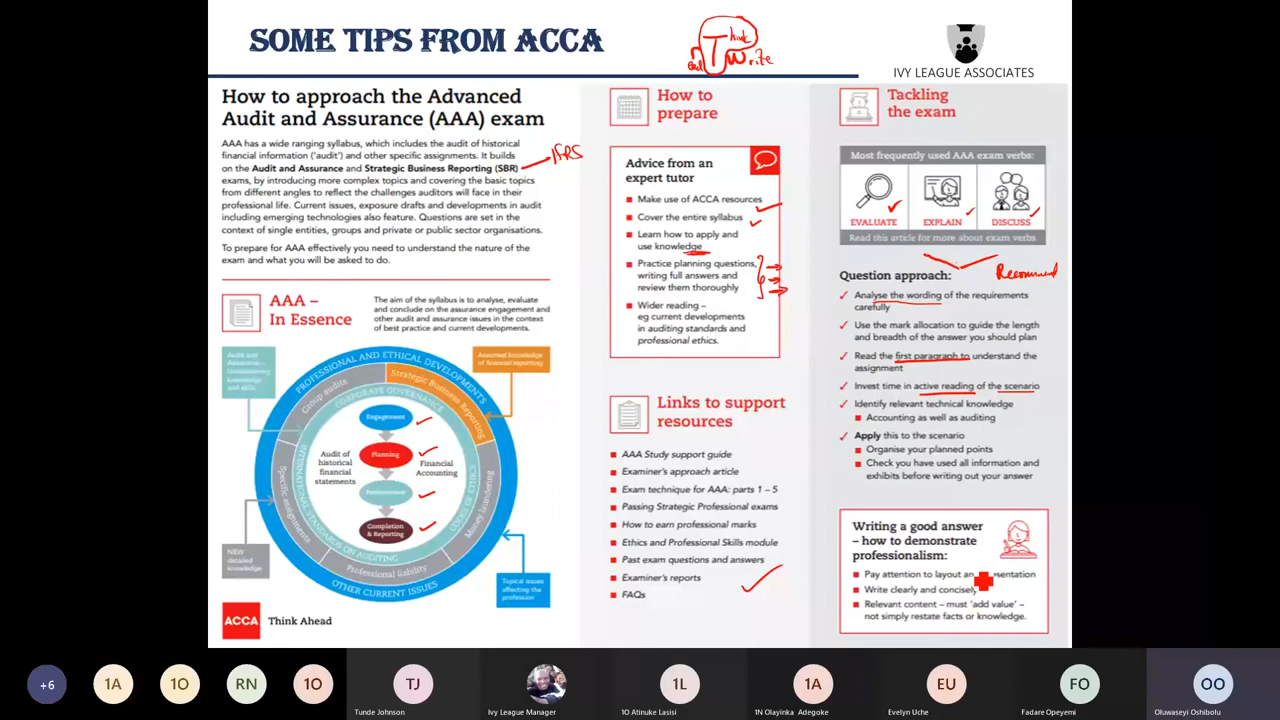 SOME TIPS FROM ACCA
Think
Write
IVY LEAGUE ASSOCIATES
How to approach the Advanced
Audit and Assurance (AAA) exam
AAA has a wide ranging syllabus, which includes the audit of historical
financial information ('audit') and other specific assignments. It builds
on the Audit and Assurance and Strategic Business Reporting (SBR)
exams, by introducing more complex topics and covering the basic topics
from different angles to reflect the challenges auditors will face in their
professional life. Current issues, exposure drafts and developments in audit
including emerging technologies also feature. Questions are set in the
context of single entities, groups and private or public sector organisations.
To prepare for AAA effectively you need to understand the nature of the
exam and what you will be asked to do.
AAA –
In Essence
The aim of the syllabus is to analyse, evaluate
and conclude on the assurance engagement and
other audit and assurance issues in the context
of best practice and current developments.
Audit and
Assurance –
knowledge
and skills
Assumed knowledge
of financial reporting
PROFESSIONAL AND ETHICAL DEVELOPMENTS
Group audits
Strategic Business Reporting
CORPORATE GOVERNANCE
Engagement
Planning
Audit of
historical
financial
statements
Financial
Accounting
Completion
& Reporting
INTERNATIONAL STANDARDS ON AUDITING
CODES OF ETHICS
Specific assignments
Money laundering
Professional liability
OTHER CURRENT ISSUES
NEW
detailed
knowledge
Topical issues
affecting the
profession
ACCA
Think Ahead
How to
prepare
Advice from an
expert tutor
Make use of ACCA resources
Cover the entire syllabus
Learn how to apply and
use knowledge
Practice planning questions,
writing full answers and
review them thoroughly
Wider reading –
eg current developments
in auditing standards and
professional ethics.
Links to support
resources
AAA Study support guide
Examiner's approach article
Exam technique for AAA: parts 1 – 5
Passing Strategic Professional exams
How to earn professional marks
Ethics and Professional Skills module
Past exam questions and answers
Examiner's reports
FAQs
Tackling
the exam
Most frequently used AAA exam verbs:
EVALUATE
EXPLAIN
DISCUSS
Read this article for more about exam verbs
Recommend
Question approach:
Analyse the wording of the requirements
carefully
Use the mark allocation to guide the length
and breadth of the answer you should plan
Read the first paragraph to understand the
assignment
Invest time in active reading of the scenario
Identify relevant technical knowledge
Accounting as well as auditing
Apply this to the scenario
Organise your planned points
Check you have used all information and
exhibits before writing out your answer
Writing a good answer
– how to demonstrate
professionalism:
Pay attention to layout an
Write clearly and concisely
Relevant content – must 'add value' –
not simply restate facts or knowledge.
+6
1A
1O
RN
1O
TJ
1L
1A
EU
FO
OO
Tunde Johnson
Ivy League Manager
1O Atinuke Lasisi
1N Olayinka Adegoke
Evelyn Uche
Fadare Opeyemi
Oluwaseyi Oshibolu